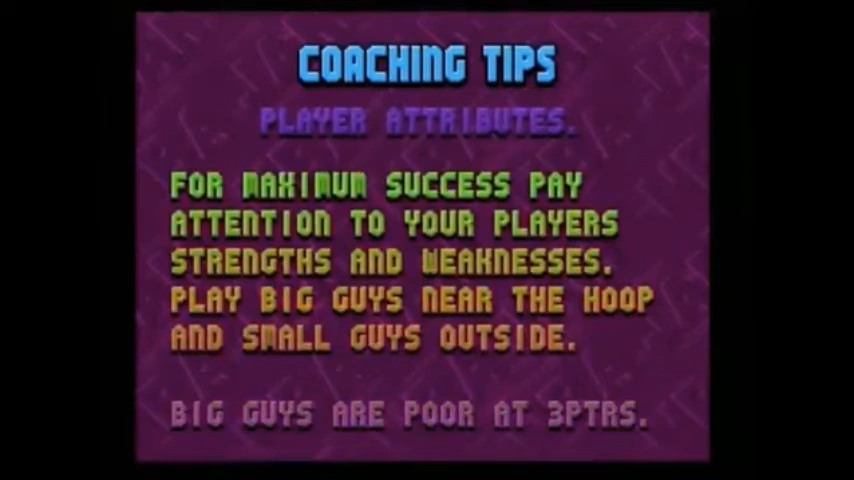 COACHING TIPS
PLAYER ATTRIBUTES.
FOR MAXIMUM SUCCESS PAY
ATTENTION TO YOUR PLAYERS
STRENGTHS AND WEAKNESSES.
PLAY BIG GUYS NEAR THE HOOP
AND SMALL GUYS OUTSIDE.
BIG GUYS ARE POOR AT 3PTRS.